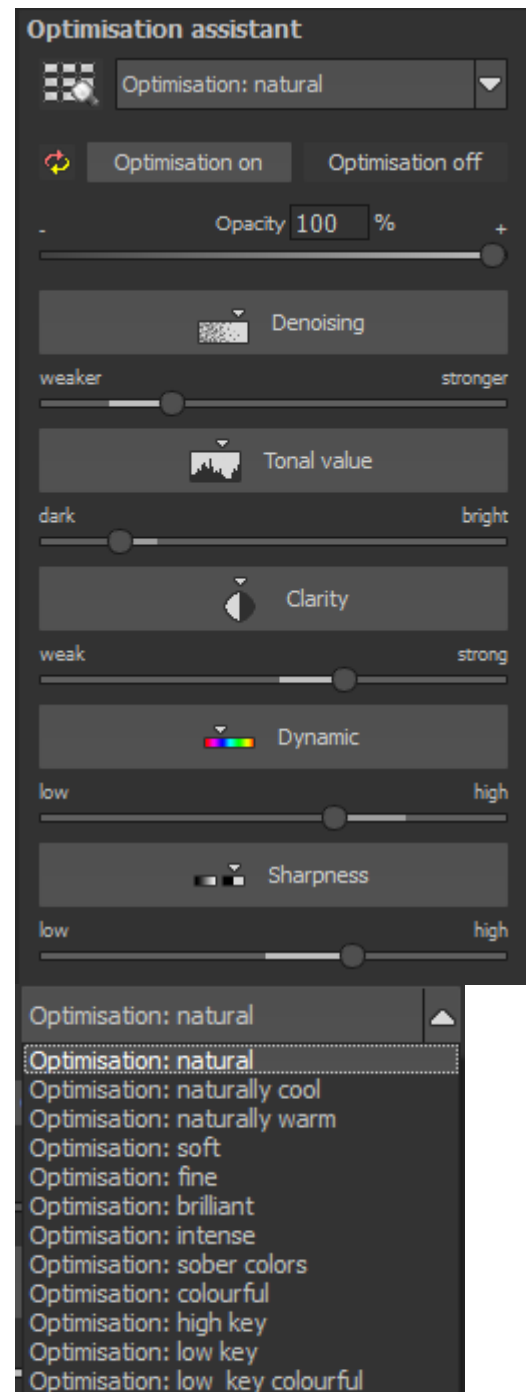 Optimisation assistant
Optimisation: natural
Optimisation on Optimisation off
- Opacity 100 % +
Denoising
weaker stronger
Tonal value
dark bright
Clarity
weak strong
Dynamic
low high
Sharpness
low high
Optimisation: natural
Optimisation: natural
Optimisation: naturally cool
Optimisation: naturally warm
Optimisation: soft
Optimisation: fine
Optimisation: brilliant
Optimisation: intense
Optimisation: sober colors
Optimisation: colourful
Optimisation: high key
Optimisation: low key
Optimisation: low key colourful